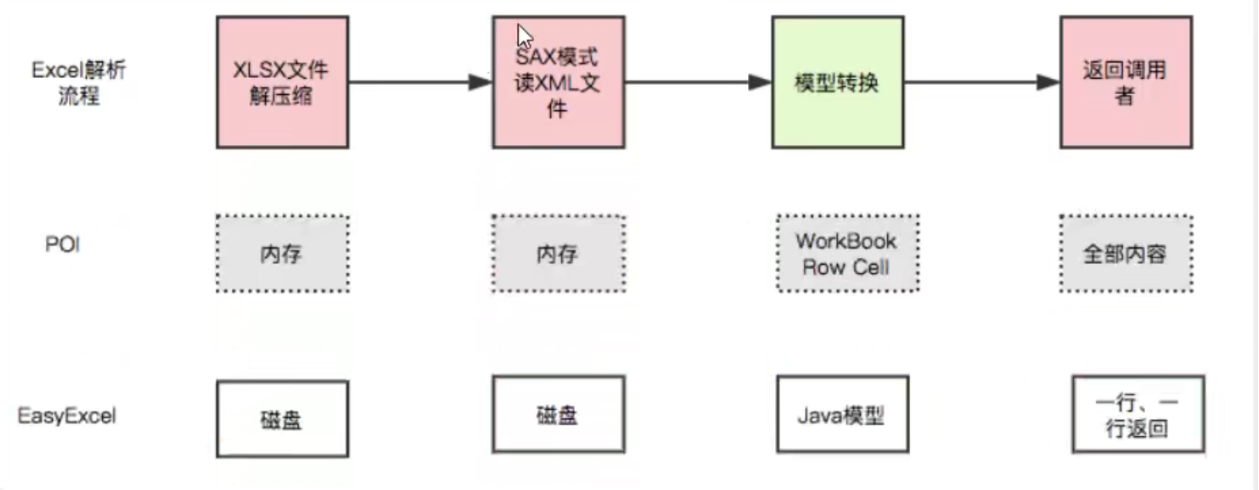 Excel解析
流程
XLSX文件
解压缩
SAX模式
读XML文
件
模型转换
返回调用
者
POI
内存
内存
WorkBook
Row Cell
全部内容
EasyExcel
磁盘
磁盘
Java模型
一行、一
行返回